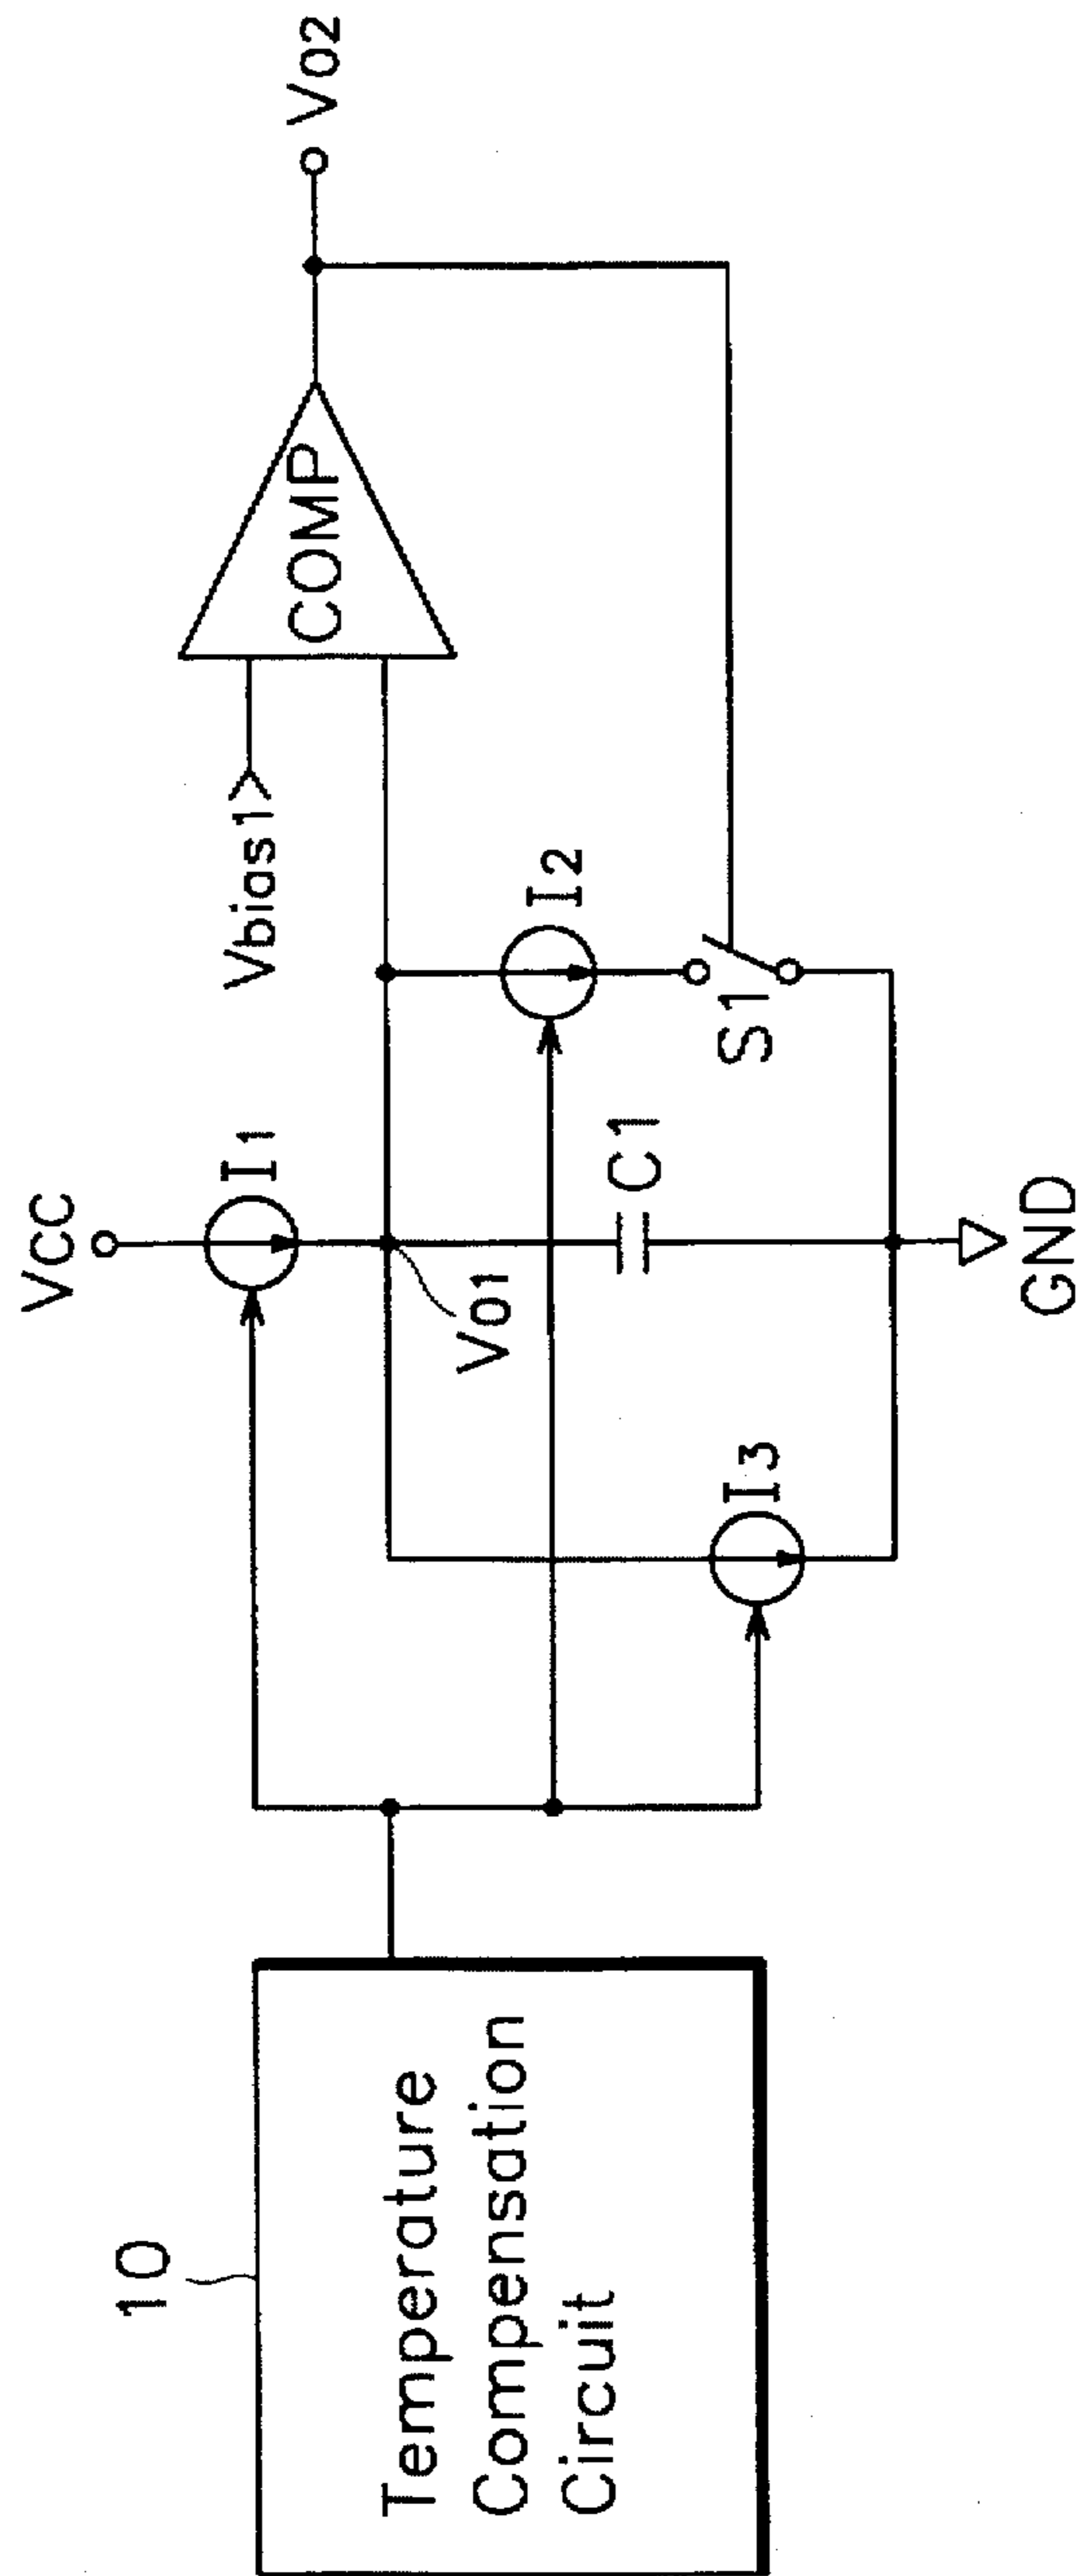 10
Temperature
Compensation
Circuit
VCC
I1
Vo1
I3
C1
I2
S1
GND
Vbias1
COMP
Vo2